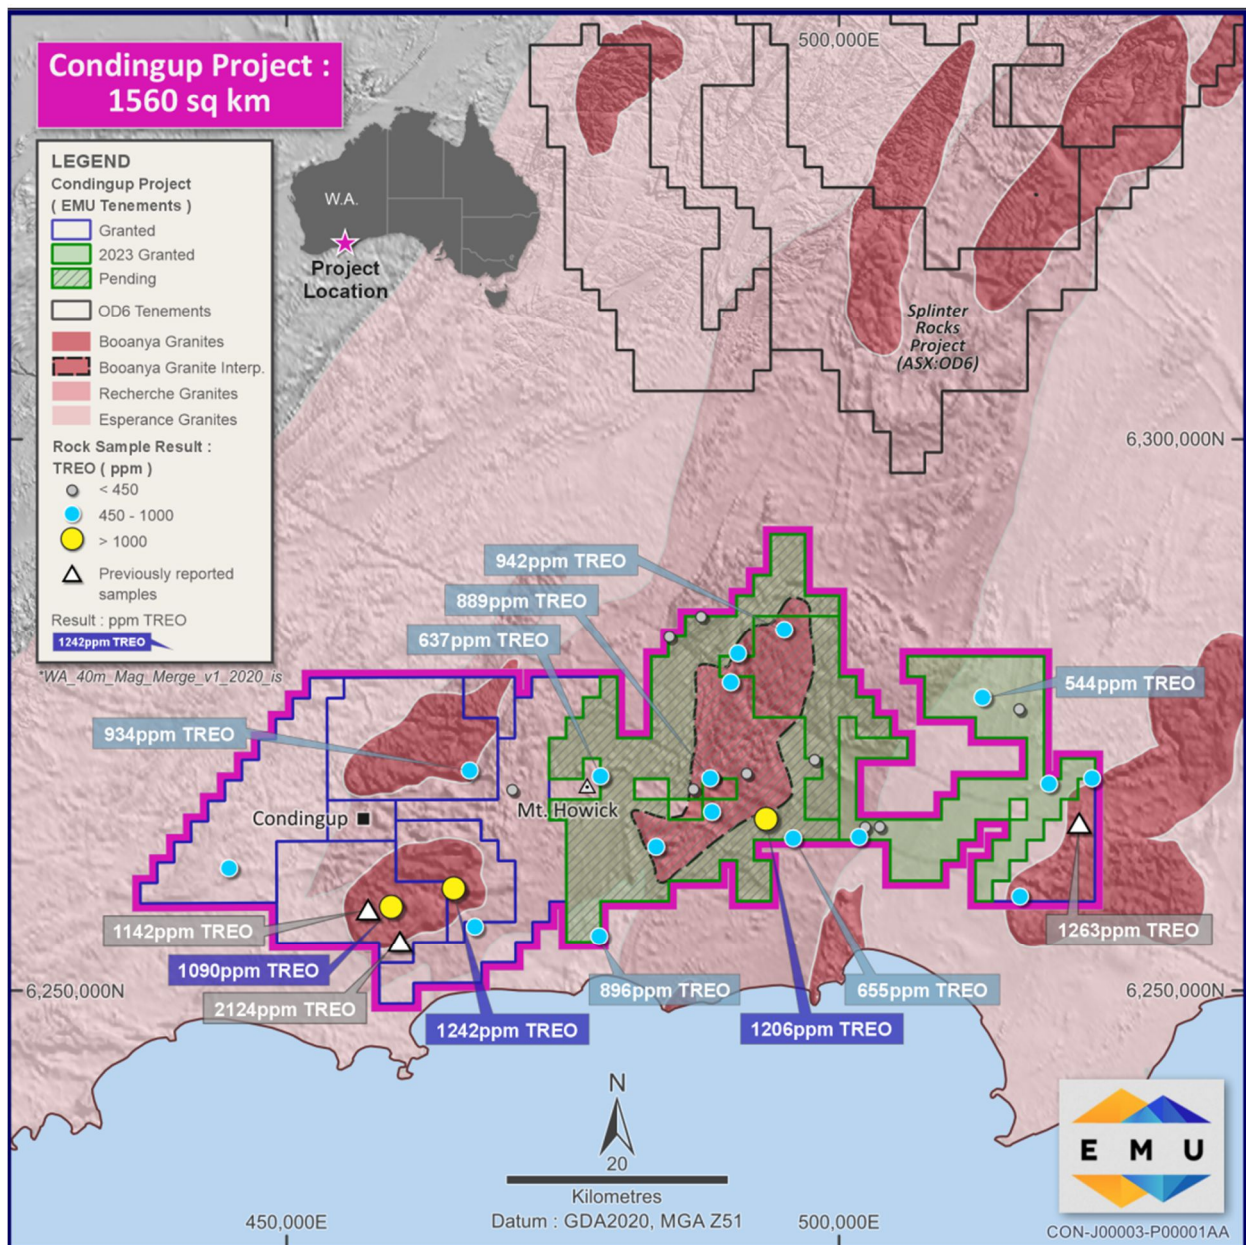 Condingup Project :
1560 sq km
500,000E
LEGEND
Condingup Project
( EMU Tenements )
Granted
2023 Granted
Pending
OD6 Tenements
Booanya Granites
Booanya Granite Interp.
Recherche Granites
Esperance Granites
Rock Sample Result :
TREO ( ppm )
< 450
450 - 1000
> 1000
Previously reported
samples
Result : ppm TREO
1242ppm TREO
*WA_40m_Mag_Merge_v1_2020_is
W.A.
Project
Location
Splinter
Rocks
Project
(ASX:OD6)
6,300,000N
942ppm TREO
889ppm TREO
637ppm TREO
544ppm TREO
934ppm TREO
Mt. Howick
Condingup
1142ppm TREO
1263ppm TREO
1090ppm TREO
6,250,000N
896ppm TREO
655ppm TREO
6,250,000N
2124ppm TREO
1242ppm TREO
1206ppm TREO
N
20
Kilometres
Datum : GDA2020, MGA Z51
450,000E
500,000E
EMU
CON-J00003-P00001AA